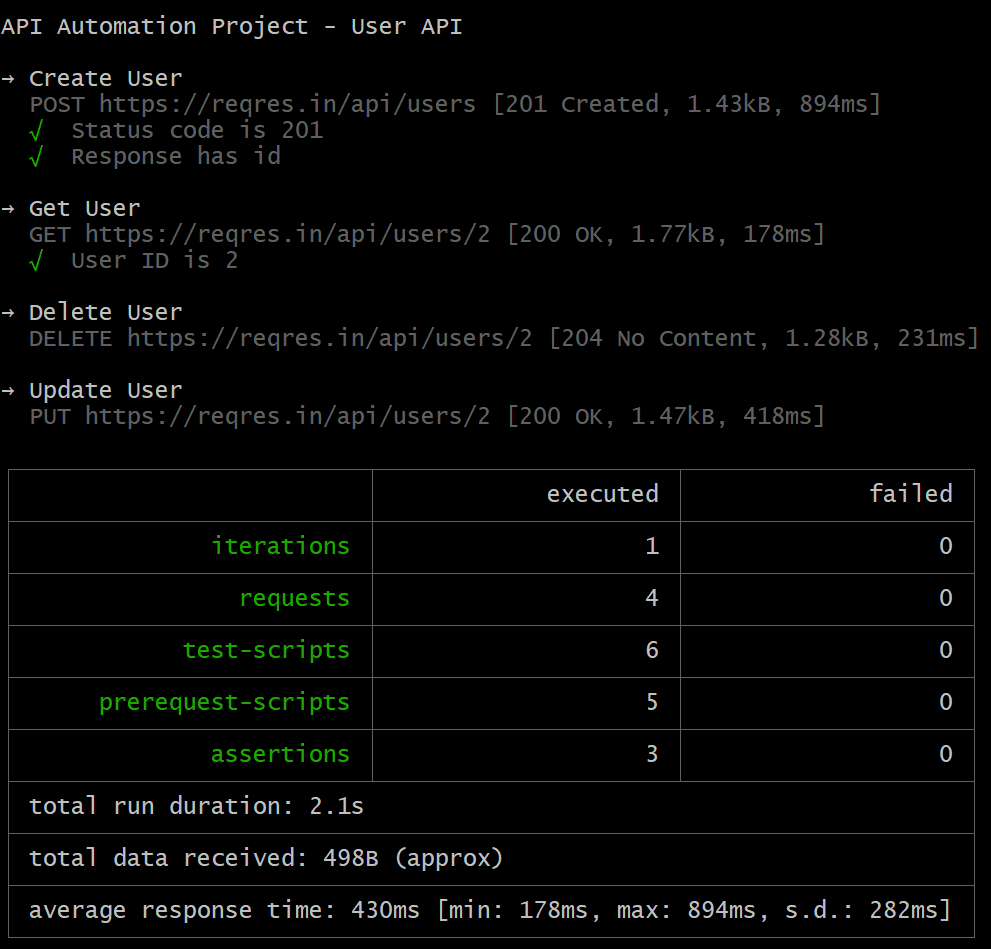 API Automation Project - User API
→ Create User
POST https://reqres.in/api/users [201 Created, 1.43kB, 894ms]
√ Status code is 201
√ Response has id
→ Get User
GET https://reqres.in/api/users/2 [200 OK, 1.77kB, 178ms]
√ User ID is 2
→ Delete User
DELETE https://reqres.in/api/users/2 [204 No Content, 1.28kB, 231ms]
→ Update User
PUT https://reqres.in/api/users/2 [200 OK, 1.47kB, 418ms]
executed failed
iterations 1 0
requests 4 0
test-scripts 6 0
prerequest-scripts 5 0
assertions 3 0
total run duration: 2.1s
total data received: 498B (approx)
average response time: 430ms [min: 178ms, max: 894ms, s.d.: 282ms]